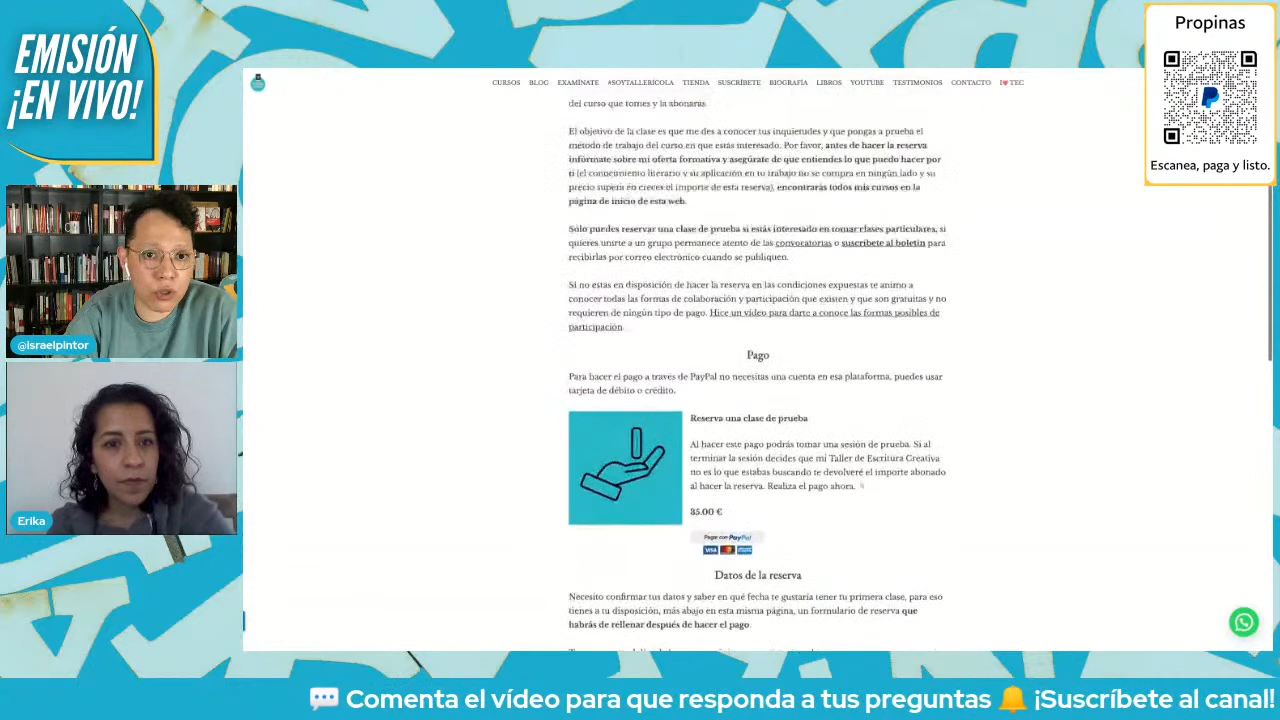 EMISIÓN
¡EN VIVO!
Propinas
Escanea, paga y listo.
CURSOS BLOG EXAMÍNATE #SOYTALLERÍCOLA TIENDA SUSCRÍBETE BIOGRAFÍA LIBROS YOUTUBE TESTIMONIOS CONTACTO I TEC
del curso que tomes y la abonarás.
El objetivo de la clase es que me des a conocer tus inquietudes y que pongas a prueba el
método de trabajo del curso en que estás interesado. Por favor, antes de hacer la reserva
infórmate sobre mi oferta formativa y asegúrate de que entiendes lo que puedo hacer por
ti (el conocimiento literario y su aplicación en tu trabajo no se compra en ningún lado y su
precio supera en creces el importe de esta reserva), encontrarás todos mis cursos en la
página de inicio de esta web.
Sólo puedes reservar una clase de prueba si estás interesado en tomar clases particulares, si
quieres unirte a un grupo permanece atento de las convocatorias o suscríbete al boletín para
recibirlas por correo electrónico cuando se publiquen.
Si no estás en disposición de hacer la reserva en las condiciones expuestas te animo a
conocer todas las formas de colaboración y participación que existen y que son gratuitas y no
requieren de ningún tipo de pago. Hice un vídeo para darte a conoce las formas posibles de
participación.
Pago
Para hacer el pago a través de PayPal no necesitas una cuenta en esa plataforma, puedes usar
tarjeta de débito o crédito.
Reserva una clase de prueba
Al hacer este pago podrás tomar una sesión de prueba. Si al
terminar la sesión decides que mi Taller de Escritura Creativa
no es lo que estabas buscando te devolveré el importe abonado
al hacer la reserva. Realiza el pago ahora.
35.00 €
Pagar con PayPal
VISA
Datos de la reserva
Necesito confirmar tus datos y saber en qué fecha te gustaría tener tu primera clase, para eso
tienes a tu disposición, más abajo en esta misma página, un formulario de reserva que
habrás de rellenar después de hacer el pago.
@israelpintor
Erika
Comenta el vídeo para que responda a tus preguntas ¡Suscríbete al canal!